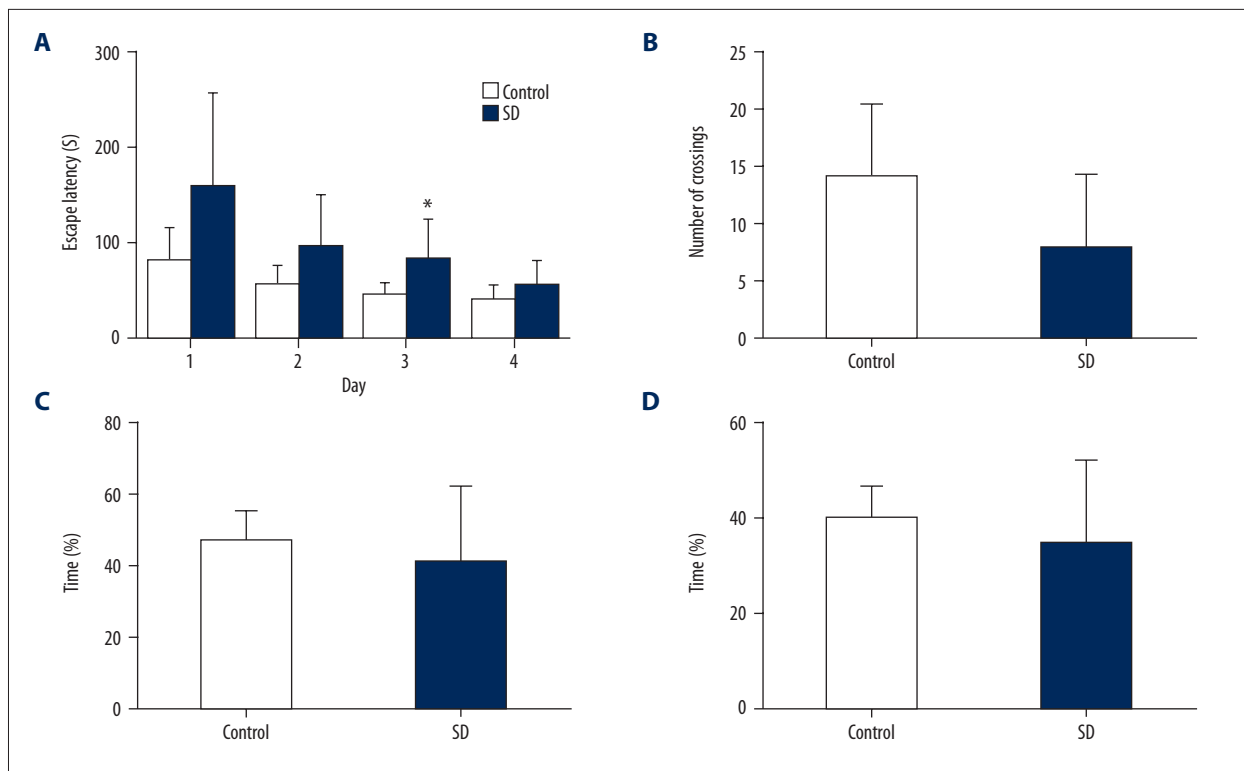 A
300
200
100
0
Escape latency (S)
Control
SD
*
1 2 3 4
Day
B
25
20
15
10
5
0
Number of crossings
Control SD
C
80
60
40
20
0
Time (%)
Control SD
D
60
40
20
0
Time (%)
Control SD